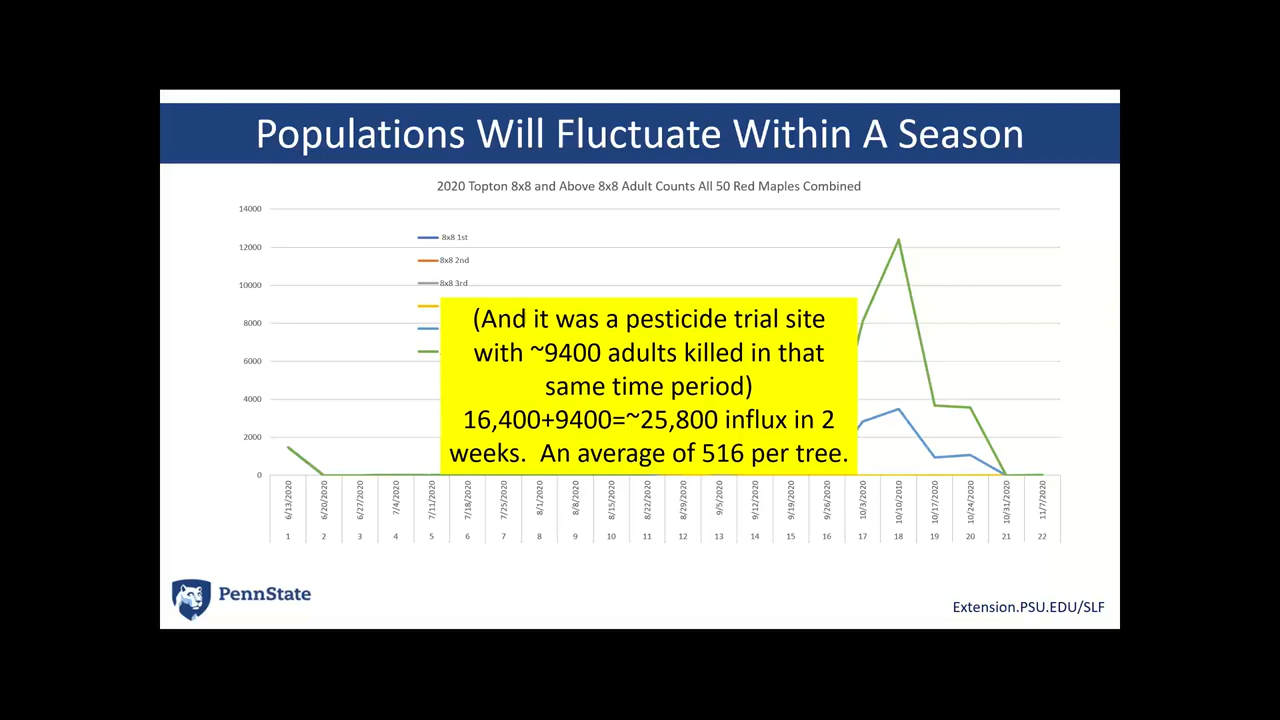 Populations Will Fluctuate Within A Season
2020 Topton 8x8 and Above 8x8 Adult Counts All 50 Red Maples Combined
14000
12000
10000
8000
6000
4000
2000
0
8x8 1st
8x8 2nd
8x8 3rd
(And it was a pesticide trial site
with ~9400 adults killed in that
same time period)
16,400+9400=~25,800 influx in 2
weeks.  An average of 516 per tree.
6/13/2020
6/20/2020
6/27/2020
7/4/2020
7/11/2020
7/18/2020
7/25/2020
8/1/2020
8/8/2020
8/15/2020
8/22/2020
8/29/2020
9/5/2020
9/12/2020
9/19/2020
9/26/2020
10/3/2020
10/10/2010
10/17/2020
10/24/2020
10/31/2020
11/7/2020
1 2 3 4 5 6 7 8 9 10 11 12 13 14 15 16 17 18 19 20 21 22
PennState
Extension.PSU.EDU/SLF